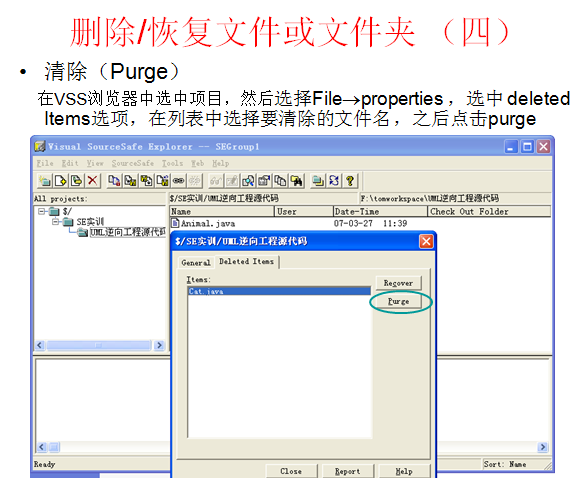 删除/恢复文件或文件夹 （四）
• 清除（Purge）
在VSS浏览器中选中项目，然后选择File→properties ，选中 deleted
Items选项，在列表中选择要清除的文件名，之后点击purge
Visual SourceSafe Explorer -- SEGroup1
File Edit View SourceSafe Tools Web Help
All projects: $/SE实训/UML逆向工程源代码 F:\tomworkspace\UML逆向工程源代码
$/ Name User Date-Time Check Out Folder
SE实训 Animal.java 07-03-27 11:39
UML逆向工程源代码
$/SE实训/UML逆向工程源代码
General Deleted Items
Items:
Cat.java
Recover
Purge
Close Report Help
Ready Sort: Name